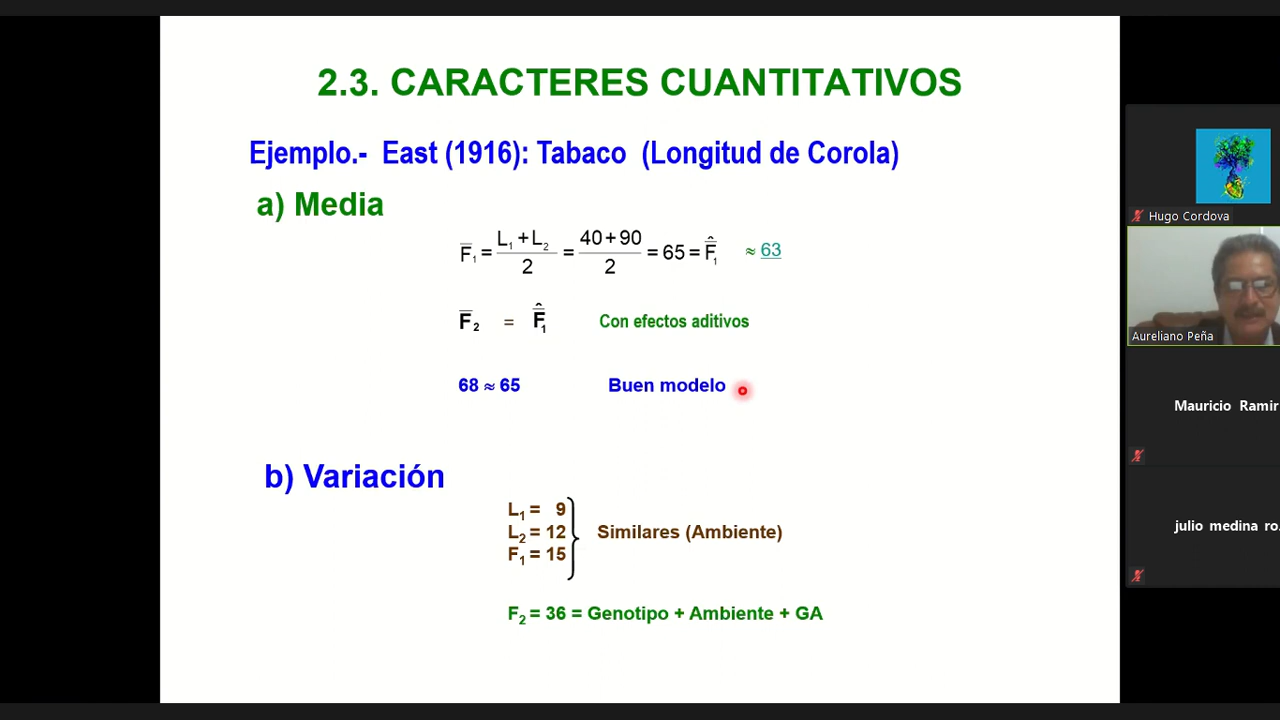 2.3. CARACTERES CUANTITATIVOS
Ejemplo.- East (1916): Tabaco (Longitud de Corola)
a) Media
F̅₁ = (L₁ + L₂)/2 = (40+90)/2 = 65 = F̅̂₁ ≈ 63
F̅₂ = F̅̂₁ Con efectos aditivos
68 ≈ 65 Buen modelo
b) Variación
L₁ = 9
L₂ = 12 Similares (Ambiente)
F₁ = 15
F₂ = 36 = Genotipo + Ambiente + GA
Hugo Cordova
Aureliano Peña
Mauricio Ramir
julio medina ro...